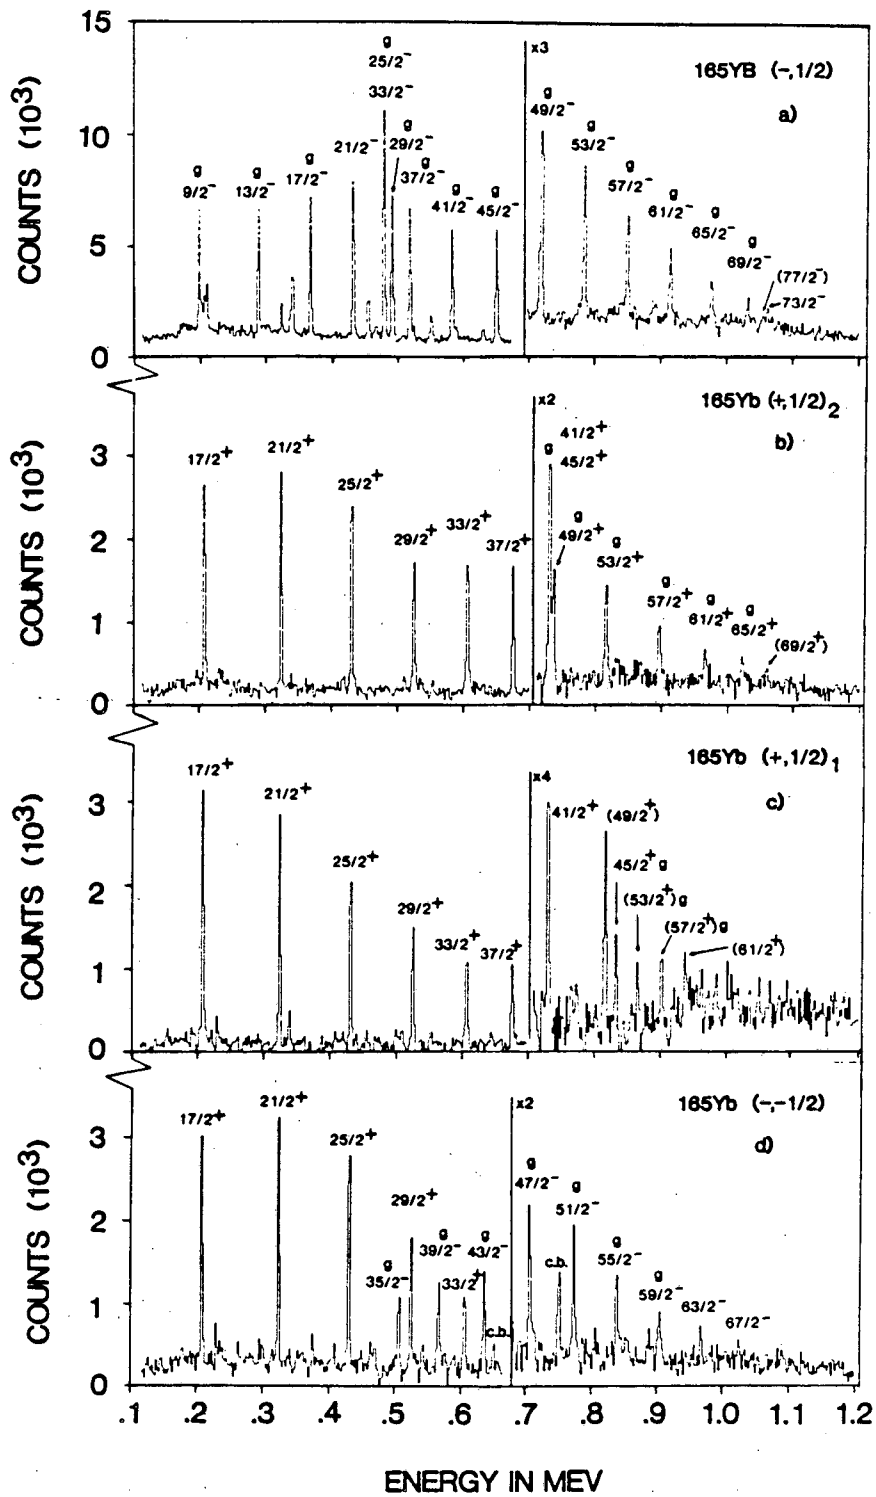 COUNTS (10³)
15
10
5
0
165YB (-,1/2)
a)
x3
g
9/2⁻
g
13/2⁻
g
17/2⁻
21/2⁻
g
25/2⁻
33/2⁻
g
29/2⁻
g
37/2⁻
g
41/2⁻
g
45/2⁻
g
49/2⁻
g
53/2⁻
g
57/2⁻
g
61/2⁻
g
65/2⁻
g
69/2⁻
(77/2⁻)
73/2⁻
COUNTS (10³)
3
2
1
0
165Yb (+,1/2)₂
b)
x2
17/2⁺
21/2⁺
25/2⁺
29/2⁺
33/2⁺
37/2⁺
41/2⁺
g 45/2⁺
g
49/2⁺
g
53/2⁺
g
57/2⁺
g
61/2⁺
g
65/2⁺
(69/2⁺)
COUNTS (10³)
3
2
1
0
165Yb (+,1/2)₁
c)
x4
17/2⁺
21/2⁺
25/2⁺
29/2⁺
33/2⁺
37/2⁺
41/2⁺
(49/2⁺)
45/2⁺ g
(53/2⁺)g
(57/2⁺)g
(61/2⁺)
COUNTS (10³)
3
2
1
0
165Yb (-,-1/2)
d)
x2
17/2⁺
21/2⁺
25/2⁺
g
35/2⁻
29/2⁺
g
39/2⁻
33/2⁺
g
43/2⁻
c.b.
g
47/2⁻
c.b.
g
51/2⁻
g
55/2⁻
g
59/2⁻
63/2⁻
67/2⁻
.1 .2 .3 .4 .5 .6 .7 .8 .9 1.0 1.1 1.2
ENERGY IN MEV